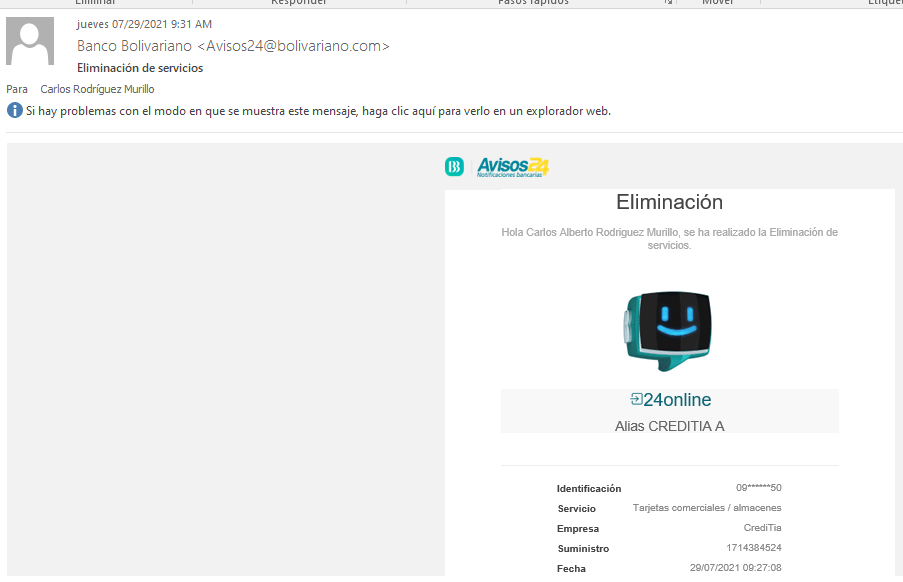 Eliminar Responder Pasos rápidos Mover
jueves 07/29/2021 9:31 AM
Banco Bolivariano <Avisos24@bolivariano.com>
Eliminación de servicios
Para Carlos Rodríguez Murillo
Si hay problemas con el modo en que se muestra este mensaje, haga clic aquí para verlo en un explorador web.
Avisos24
Notificaciones bancarias
Eliminación
Hola Carlos Alberto Rodriguez Murillo, se ha realizado la Eliminación de
servicios.
24online
Alias CREDITIA A
Identificación 09******50
Servicio Tarjetas comerciales / almacenes
Empresa CrediTia
Suministro 1714384524
Fecha 29/07/2021 09:27:08